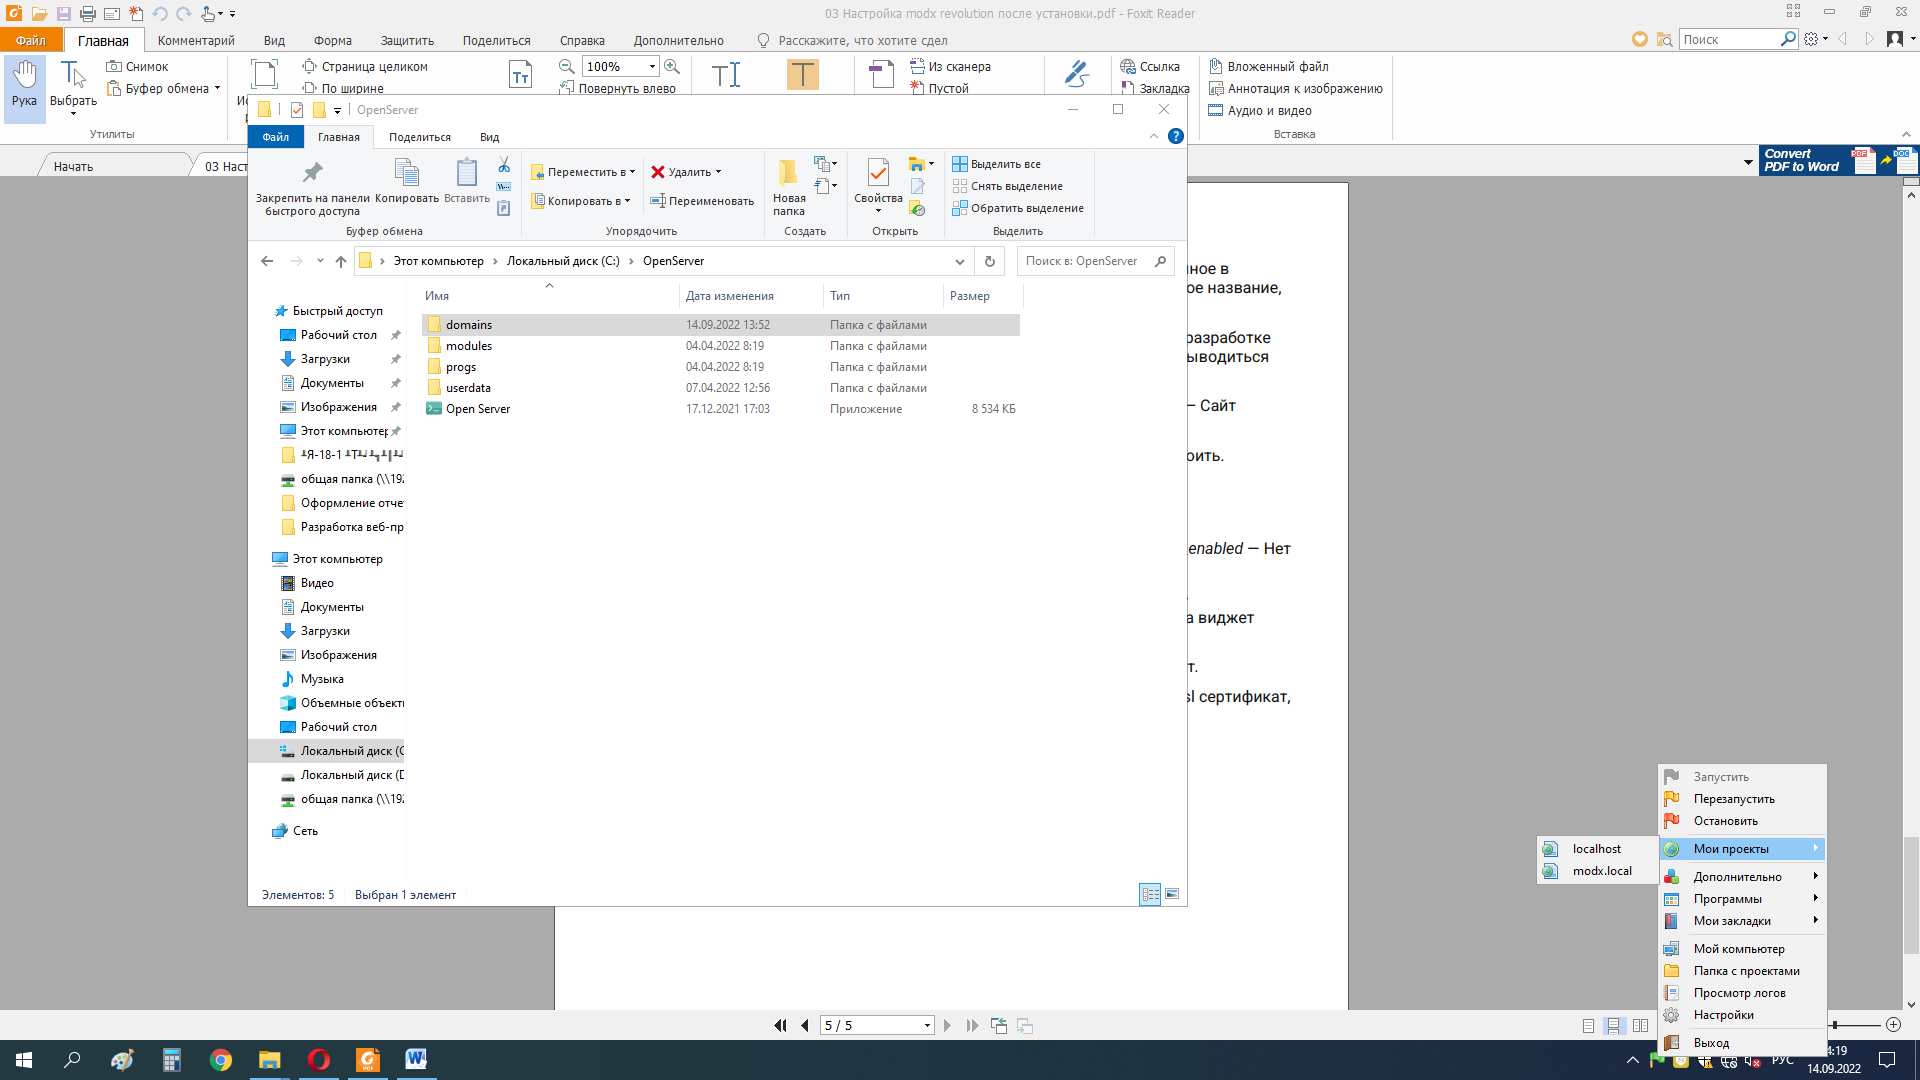 03 Настройка modx revolution после установки.pdf - Foxit Reader
Файл Главная Комментарий Вид Форма Защитить Поделиться Справка Дополнительно Расскажите, что хотите сделать Поиск
Рука
Выбрать
Снимок
Буфер обмена
Утилиты
Страница целиком
По ширине
100%
Повернуть влево
Из сканера
Пустой
Ссылка
Закладка
Вложенный файл
Аннотация к изображению
Аудио и видео
Вставка
Начать
03 Наст
Convert
PDF to Word
PDF
DOC
OpenServer
Файл Главная Поделиться Вид
Закрепить на панели
быстрого доступа
Копировать
Вставить
Буфер обмена
Переместить в
Копировать в
Удалить
Переименовать
Упорядочить
Новая
папка
Создать
Свойства
Открыть
Выделить все
Снять выделение
Обратить выделение
Выделить
Этот компьютер Локальный диск (C:) OpenServer
Поиск в: OpenServer
Имя Дата изменения Тип Размер
domains 14.09.2022 13:52 Папка с файлами
modules 04.04.2022 8:19 Папка с файлами
progs 04.04.2022 8:19 Папка с файлами
userdata 07.04.2022 12:56 Папка с файлами
Open Server 17.12.2021 17:03 Приложение 8 534 КБ
Быстрый доступ
Рабочий стол
Загрузки
Документы
Изображения
Этот компьютер
общая папка (\\192
Оформление отче
Разработка веб-пр
Этот компьютер
Видео
Документы
Загрузки
Изображения
Музыка
Объемные объект
Рабочий стол
Локальный диск (C
Локальный диск (D
общая папка (\\192
Сеть
Элементов: 5 Выбран 1 элемент
ное в
ое название,
разработке
ыводиться
— Сайт
оить.
enabled — Нет
а виджет
т.
sl сертификат,
Запустить
Перезапустить
Остановить
Мои проекты
localhost
modx.local
Дополнительно
Программы
Мои закладки
Мой компьютер
Папка с проектами
Просмотр логов
Настройки
Выход
5 / 5
РУС
4:19
14.09.2022